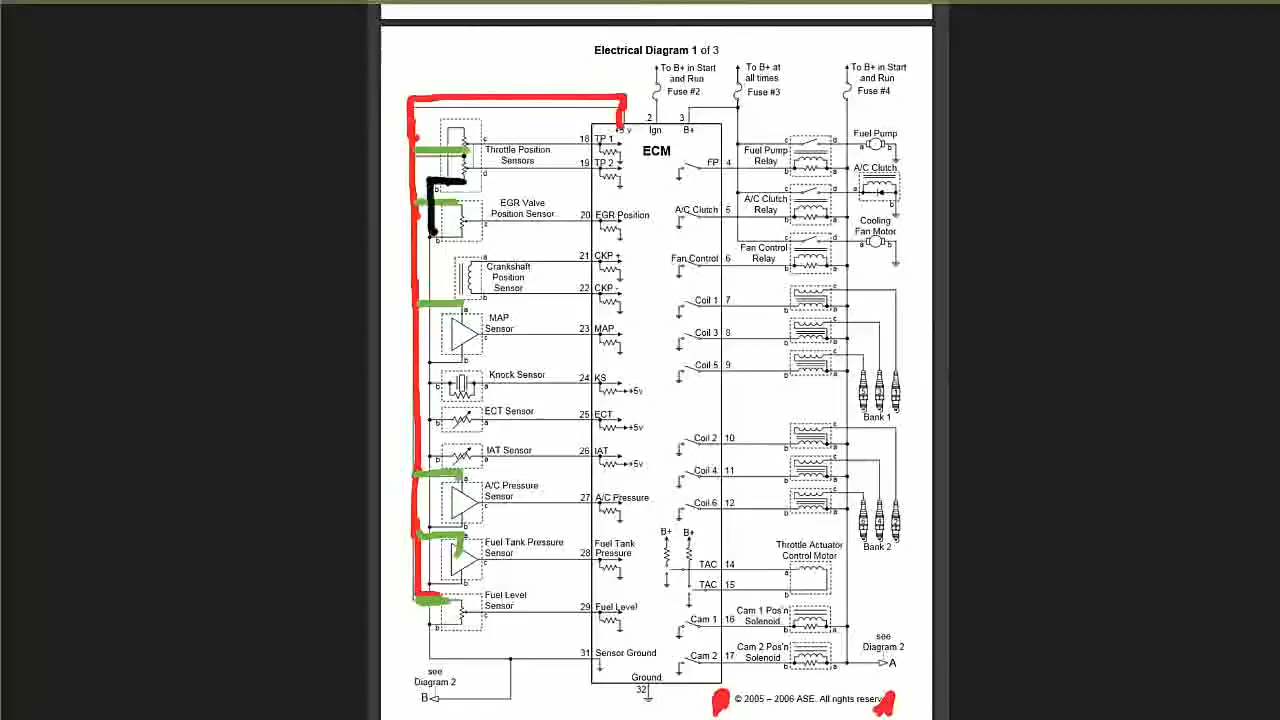 Electrical Diagram 1 of 3
To B+ in Start
and Run
Fuse #2
To B+ at
all times
Fuse #3
To B+ in Start
and Run
Fuse #4
2
Ign
3
B+
+5 v
ECM
c
d
b
Throttle Position
Sensors
18 TP 1
19 TP 2
EGR Valve
Position Sensor
c
b
20 EGR Position
a
b
Crankshaft
Position
Sensor
21 CKP +
22 CKP -
a
b
c
MAP
Sensor
23 MAP
Knock Sensor
b
a
24 KS
+5v
ECT Sensor
b
a
25 ECT
+5v
IAT Sensor
b
a
26 IAT
+5v
A/C Pressure
Sensor
a
b
c
27 A/C Pressure
Fuel Tank Pressure
Sensor
a
b
c
28 Fuel Tank
Pressure
Fuel Level
Sensor
b
c
29 Fuel Level
31 Sensor Ground
Ground
32
see
Diagram 2
B
FP 4
Fuel Pump
Relay
c
d
b
a
Fuel Pump
a
b
A/C Clutch 5
A/C Clutch
Relay
c
d
b
a
A/C Clutch
a
b
Fan Control 6
Fan Control
Relay
c
d
b
a
Cooling
Fan Motor
a
b
Coil 1 7
c
b
a
Coil 3 8
c
b
a
Coil 5 9
c
b
a
5 3 1
Bank 1
Coil 2 10
c
b
a
Coil 4 11
c
b
a
Coil 6 12
c
b
a
6 4 2
Bank 2
B+ B+
Throttle Actuator
Control Motor
TAC 14
a
TAC 15
b
Cam 1 16
Cam 1 Pos'n
Solenoid
b
a
Cam 2 17
Cam 2 Pos'n
Solenoid
b
a
see
Diagram 2
A
© 2005 – 2006 ASE. All rights